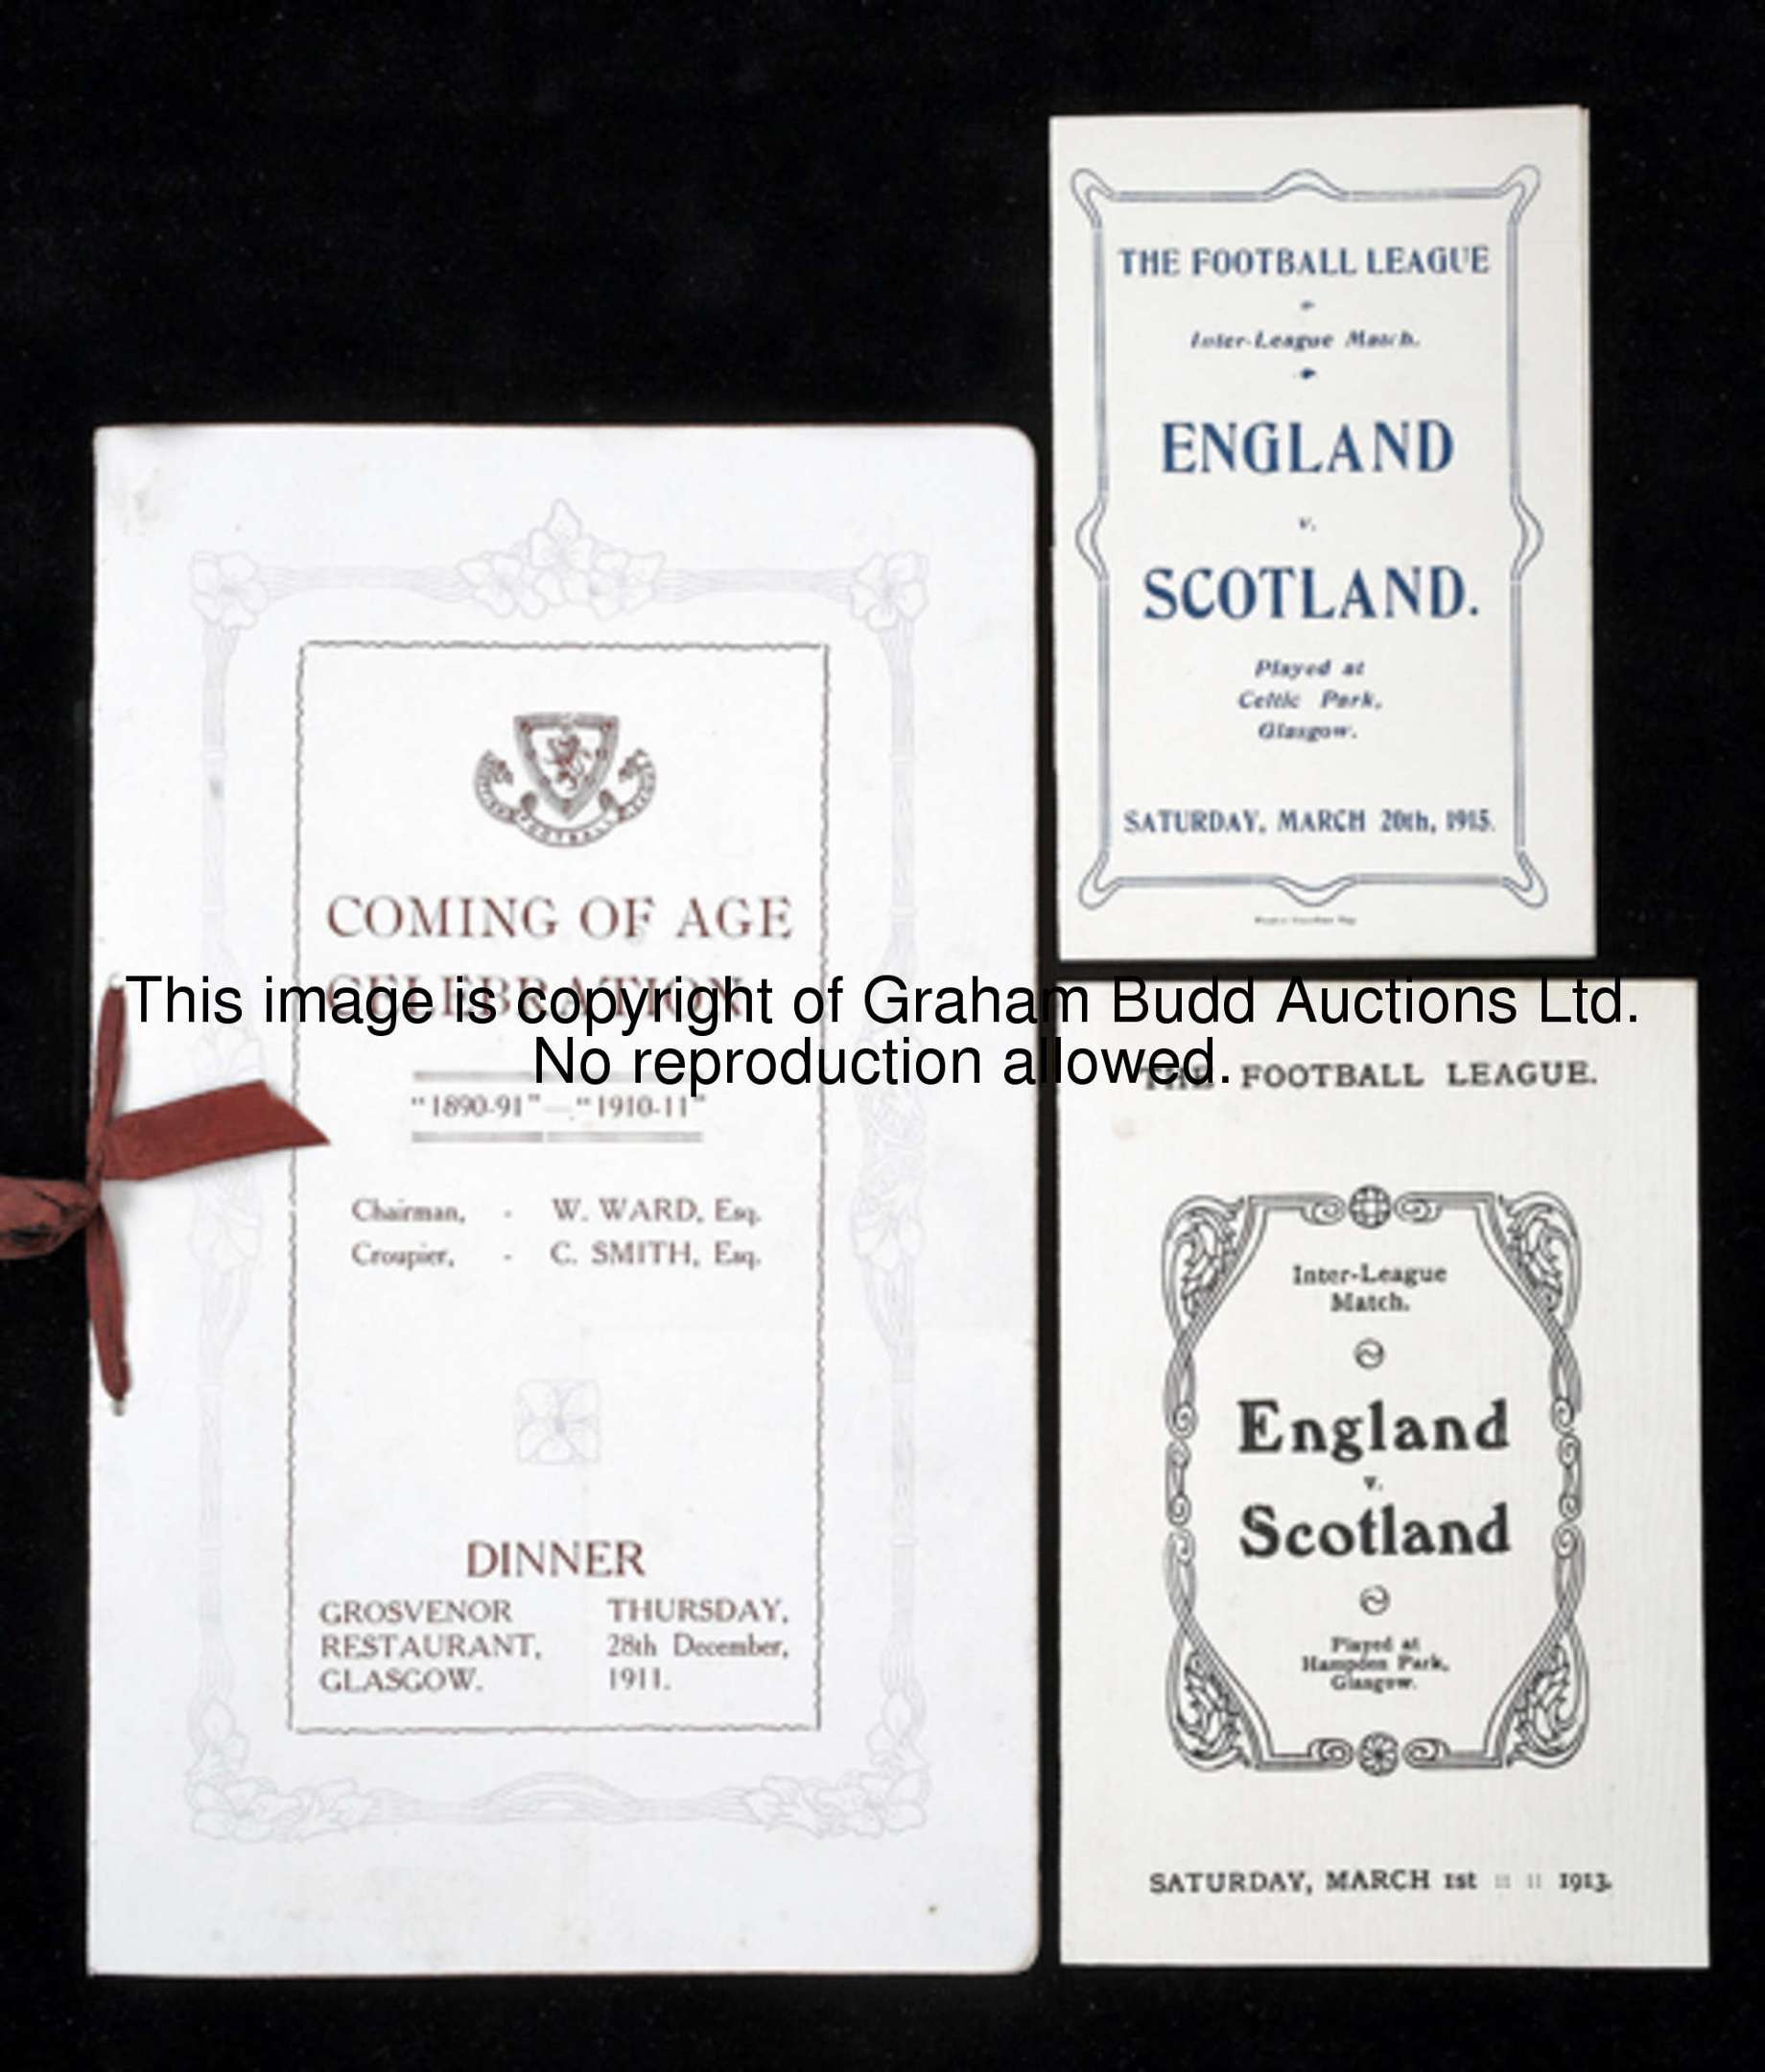 COMING OF AGE
CELEBRATION
"1890-91"—"1910-11"
Chairman, - W. WARD, Esq.
Croupier, - C. SMITH, Esq.
DINNER
GROSVENOR
RESTAURANT,
GLASGOW.
THURSDAY,
28th December,
1911.
THE FOOTBALL LEAGUE
Inter-League Match.
ENGLAND
v.
SCOTLAND.
Played at
Celtic Park,
Glasgow.
SATURDAY, MARCH 20th, 1915.
This image is copyright of Graham Budd Auctions Ltd.
No reproduction allowed.
THE FOOTBALL LEAGUE.
Inter-League
Match.
England
v.
Scotland
Played at
Hampden Park,
Glasgow.
SATURDAY, MARCH 1st :: :: 1913.